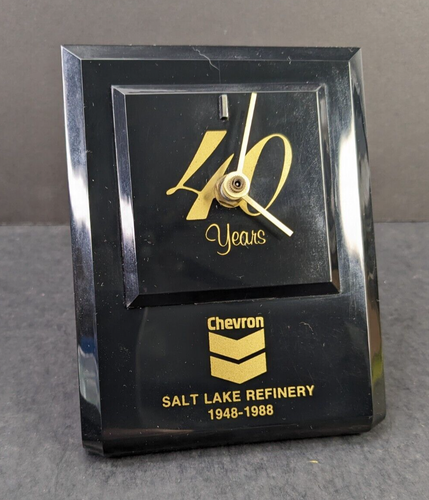 40
Years
Chevron
SALT LAKE REFINERY
1948-1988